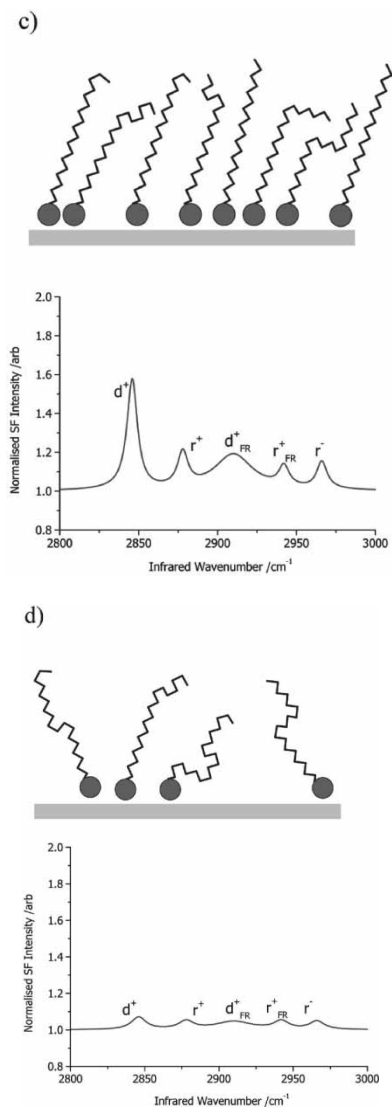 c)
2.0
1.8
1.6
1.4
1.2
1.0
0.8
Normalised SF Intensity /arb
d⁺
r⁺
d⁺FR
r⁺FR
r⁻
2800 2850 2900 2950 3000
Infrared Wavenumber /cm⁻¹
d)
2.0
1.8
1.6
1.4
1.2
1.0
0.8
Normalised SF Intensity /arb
d⁺
r⁺
d⁺FR
r⁺FR
r⁻
2800 2850 2900 2950 3000
Infrared Wavenumber /cm⁻¹